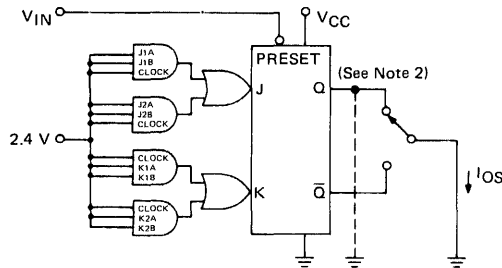 VIN
VCC
PRESET
(See Note 2)
J1A
J1B
CLOCK
J
Q
J2A
J2B
CLOCK
2.4 V
CLOCK
K1A
K1B
K
Q̅
IOS
CLOCK
K2A
K2B